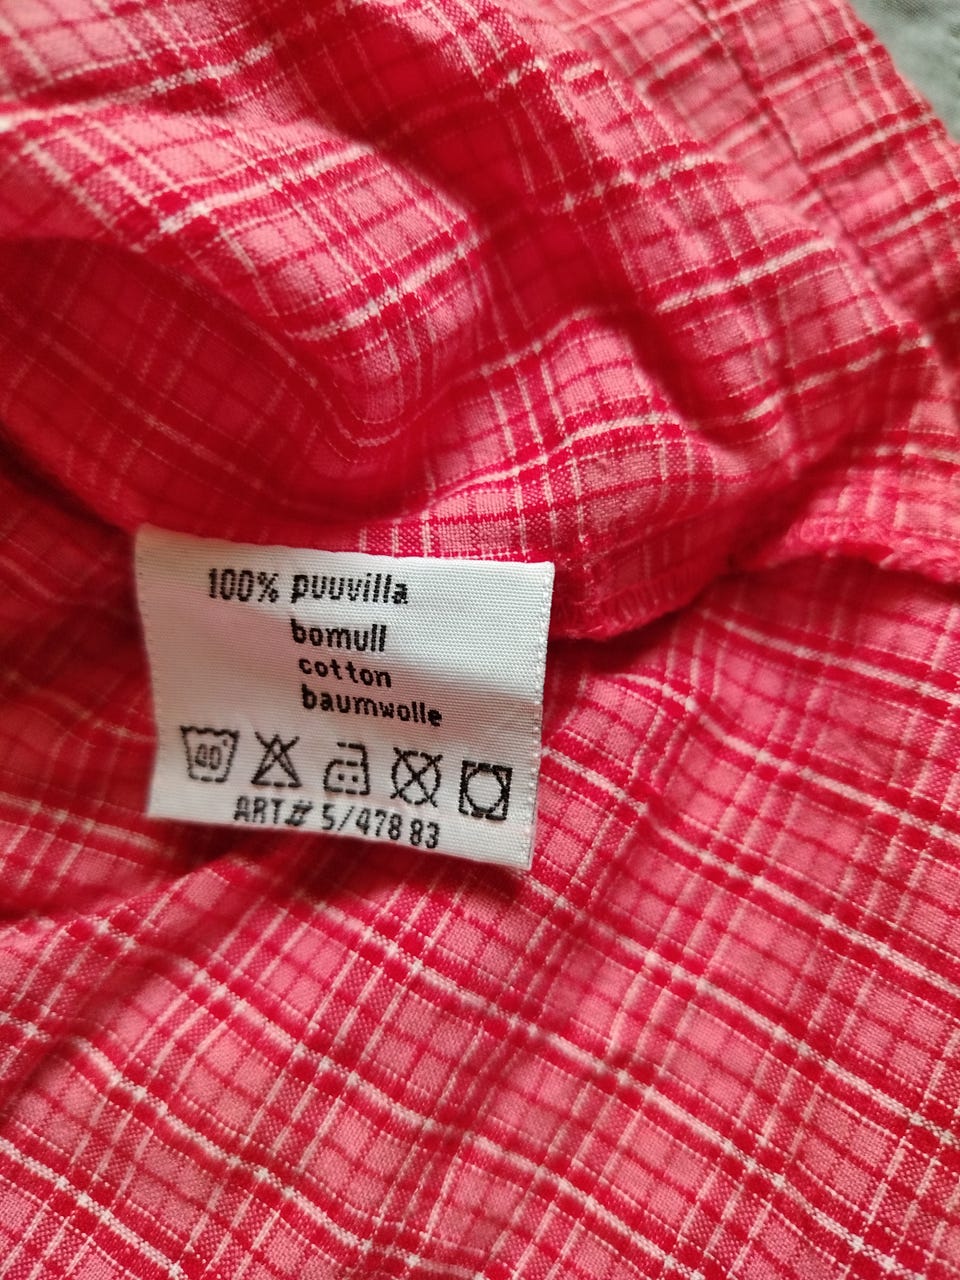 100% puuvilla
bomull
cotton
baumwolle
40°
ART# 5/478 83